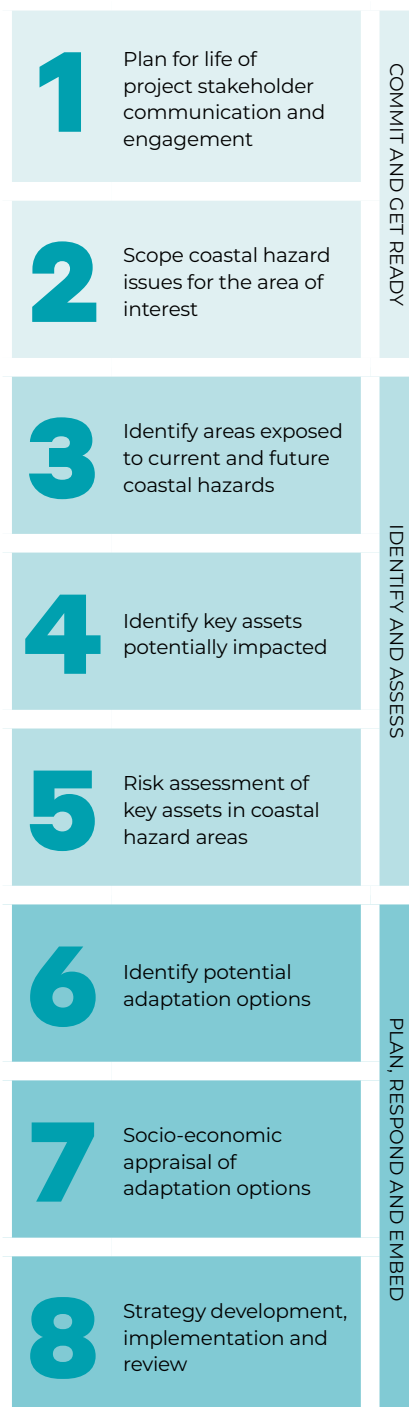 1
Plan for life of
project stakeholder
communication and
engagement
2
Scope coastal hazard
issues for the area of
interest
COMMIT AND GET READY
3
Identify areas exposed
to current and future
coastal hazards
4
Identify key assets
potentially impacted
5
Risk assessment of
key assets in coastal
hazard areas
IDENTIFY AND ASSESS
6
Identify potential
adaptation options
7
Socio-economic
appraisal of
adaptation options
8
Strategy development,
implementation and
review
PLAN, RESPOND AND EMBED